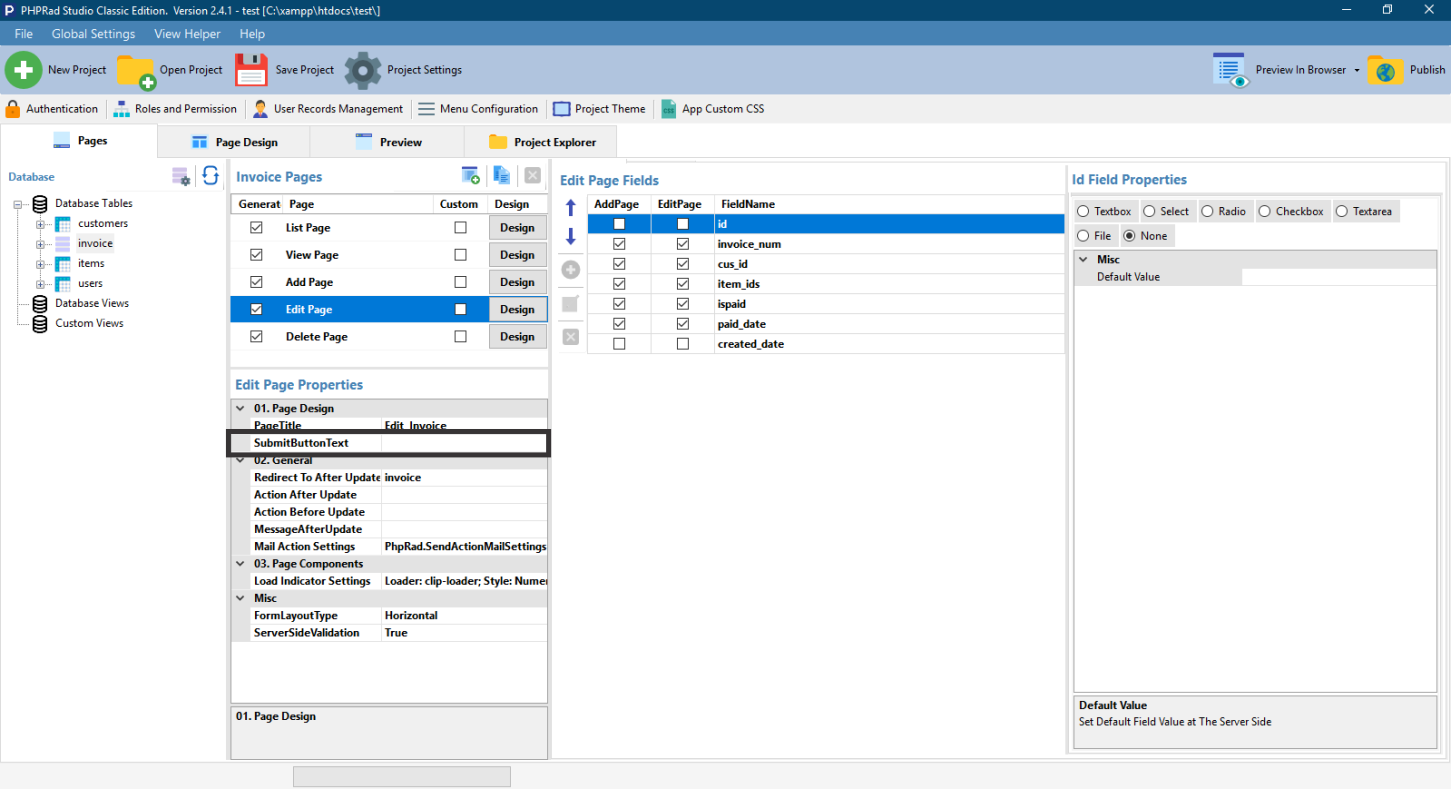 PHPRad Studio Classic Edition. Version 2.4.1 - test [C:\xampp\htdocs\test\]
File Global Settings View Helper Help
New Project Open Project Save Project Project Settings Preview In Browser Publish
Authentication Roles and Permission User Records Management Menu Configuration Project Theme App Custom CSS
Pages Page Design Preview Project Explorer
Database
Database Tables
customers
invoice
items
users
Database Views
Custom Views
Invoice Pages
Generat Page Custom Design
List Page Design
View Page Design
Add Page Design
Edit Page Design
Delete Page Design
Edit Page Properties
01. Page Design
PageTitle Edit Invoice
SubmitButtonText
02. General
Redirect To After Update invoice
Action After Update
Action Before Update
MessageAfterUpdate
Mail Action Settings PhpRad.SendActionMailSettings
03. Page Components
Load Indicator Settings Loader: clip-loader; Style: Numer
Misc
FormLayoutType Horizontal
ServerSideValidation True
01. Page Design
Edit Page Fields
AddPage EditPage FieldName
id
invoice_num
cus_id
item_ids
ispaid
paid_date
created_date
Id Field Properties
Textbox Select Radio Checkbox Textarea
File None
Misc
Default Value
Default Value
Set Default Field Value at The Server Side